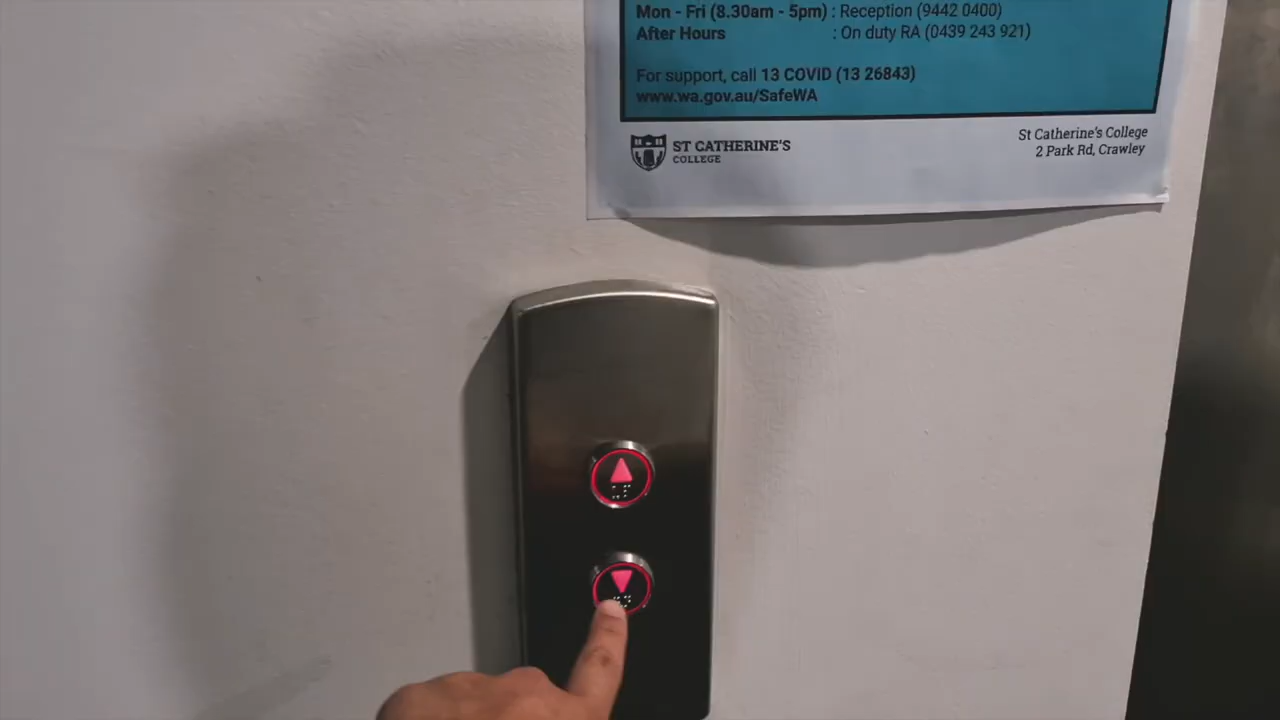 Mon - Fri (8.30am - 5pm) : Reception (9442 0400)
After Hours : On duty RA (0439 243 921)
For support, call 13 COVID (13 26843)
www.wa.gov.au/SafeWA
ST CATHERINE'S
COLLEGE
St Catherine's College
2 Park Rd, Crawley